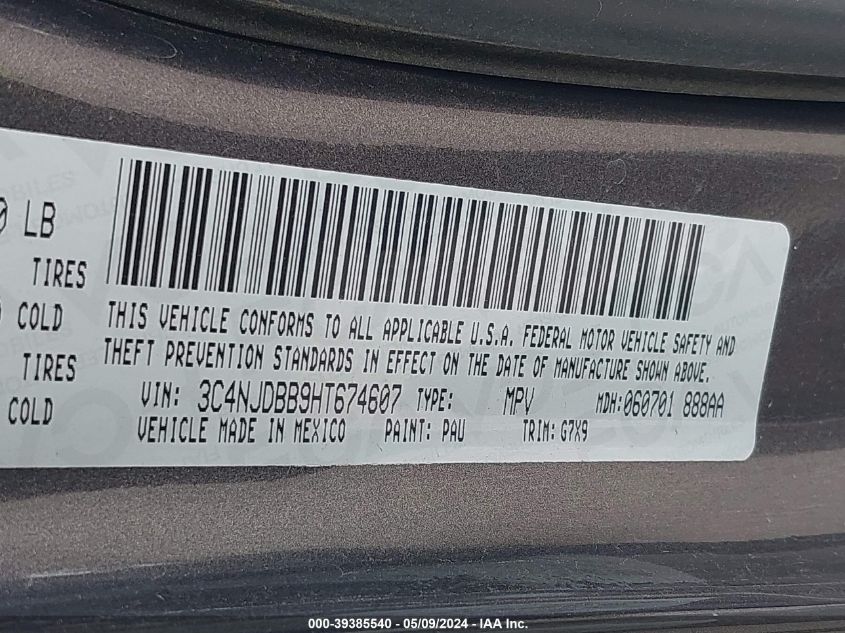 0 LB
TIRES
COLD
TIRES
COLD
THIS VEHICLE CONFORMS TO ALL APPLICABLE U.S.A. FEDERAL MOTOR VEHICLE SAFETY AND
THEFT PREVENTION STANDARDS IN EFFECT ON THE DATE OF MANUFACTURE SHOWN ABOVE.
VIN: 3C4NJDBB9HT674607 TYPE: MPV MDH:060701 888AA
VEHICLE MADE IN MEXICO PAINT: PAU TRIM: G7X9
000-39385540 - 05/09/2024 - IAA Inc.